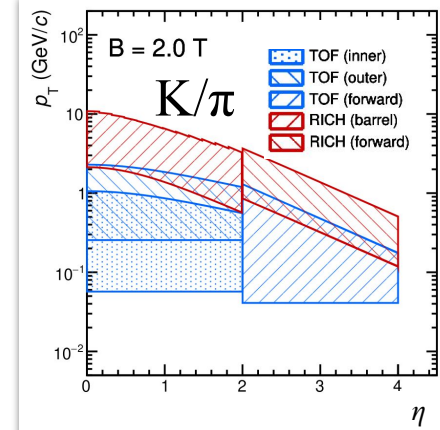 B = 2.0 T
K/π
TOF (inner)
TOF (outer)
TOF (forward)
RICH (barrel)
RICH (forward)
p_T (GeV/c)
10²
10
1
10⁻¹
10⁻²
0 1 2 3 4
η